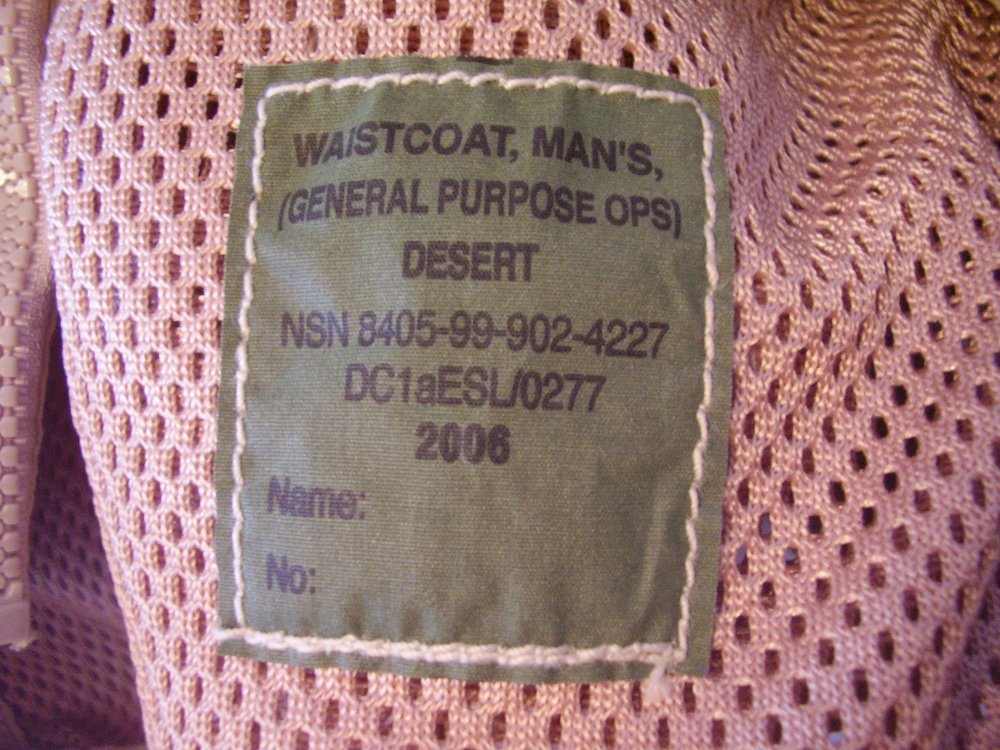 WAISTCOAT, MAN'S,
(GENERAL PURPOSE OPS)
DESERT
NSN 8405-99-902-4227
DC1aESL/0277
2006
Name:
No: